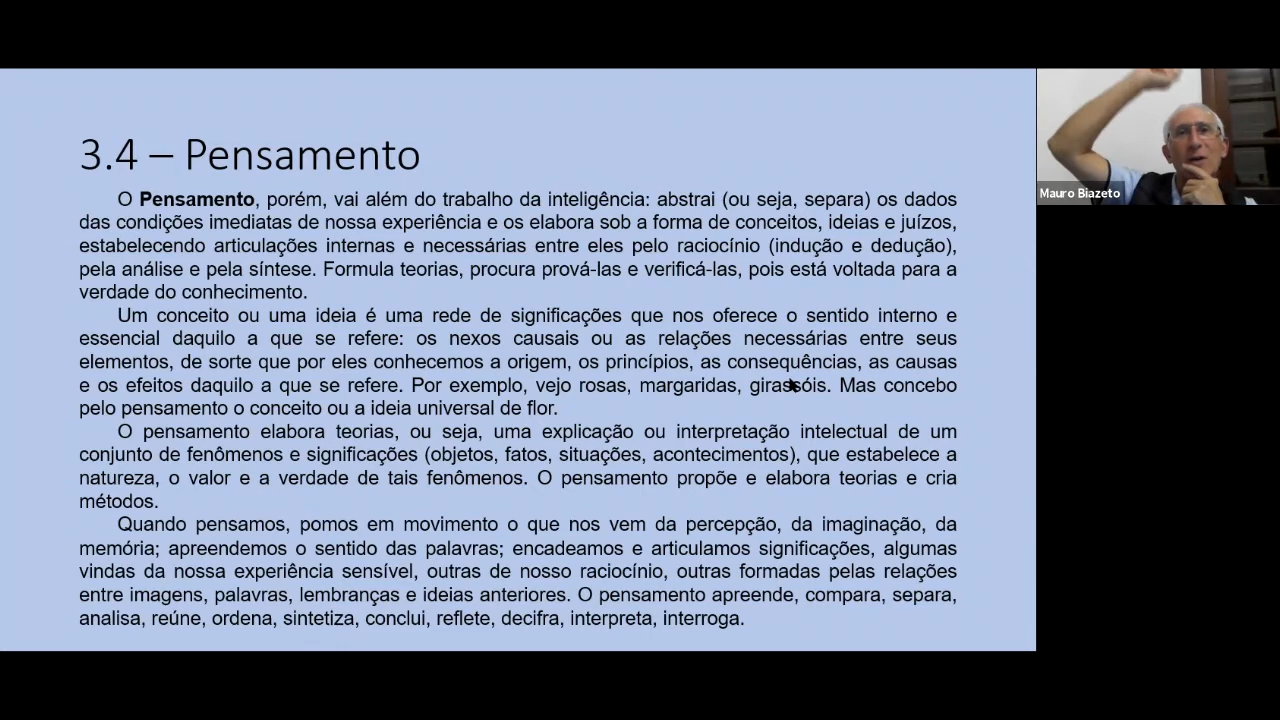 3.4 – Pensamento
O Pensamento, porém, vai além do trabalho da inteligência: abstrai (ou seja, separa) os dados
das condições imediatas de nossa experiência e os elabora sob a forma de conceitos, ideias e juízos,
estabelecendo articulações internas e necessárias entre eles pelo raciocínio (indução e dedução),
pela análise e pela síntese. Formula teorias, procura prová-las e verificá-las, pois está voltada para a
verdade do conhecimento.
Um conceito ou uma ideia é uma rede de significações que nos oferece o sentido interno e
essencial daquilo a que se refere: os nexos causais ou as relações necessárias entre seus
elementos, de sorte que por eles conhecemos a origem, os princípios, as consequências, as causas
e os efeitos daquilo a que se refere. Por exemplo, vejo rosas, margaridas, girassóis. Mas concebo
pelo pensamento o conceito ou a ideia universal de flor.
O pensamento elabora teorias, ou seja, uma explicação ou interpretação intelectual de um
conjunto de fenômenos e significações (objetos, fatos, situações, acontecimentos), que estabelece a
natureza, o valor e a verdade de tais fenômenos. O pensamento propõe e elabora teorias e cria
métodos.
Quando pensamos, pomos em movimento o que nos vem da percepção, da imaginação, da
memória; apreendemos o sentido das palavras; encadeamos e articulamos significações, algumas
vindas da nossa experiência sensível, outras de nosso raciocínio, outras formadas pelas relações
entre imagens, palavras, lembranças e ideias anteriores. O pensamento apreende, compara, separa,
analisa, reúne, ordena, sintetiza, conclui, reflete, decifra, interpreta, interroga.
Mauro Biazeto